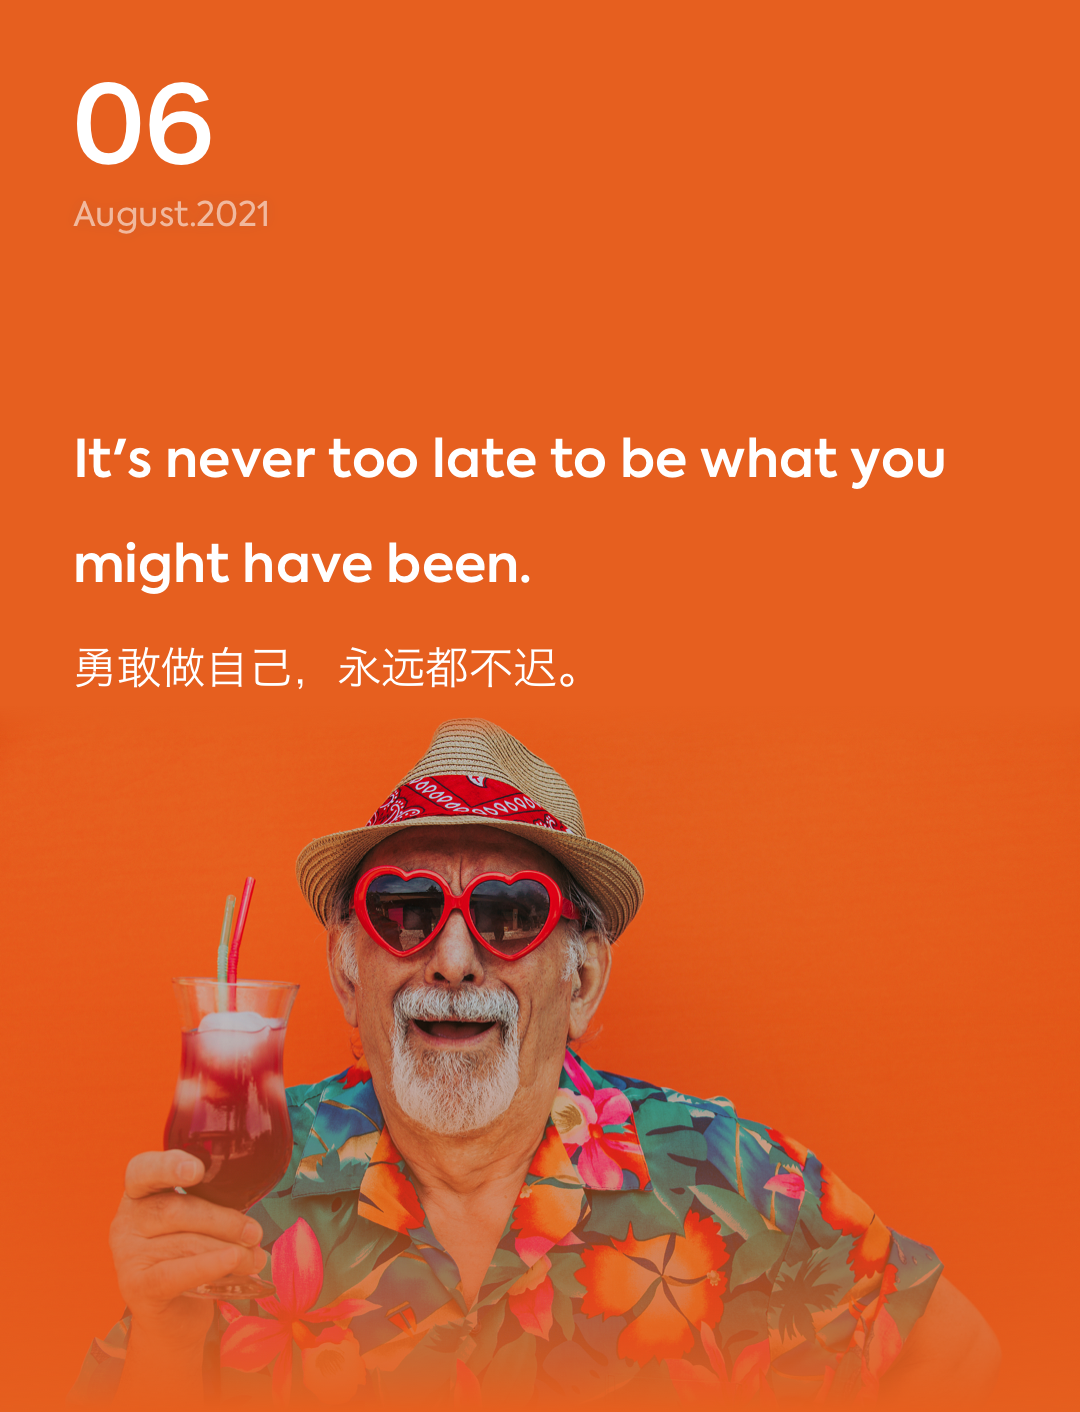 06
August.2021
It's never too late to be what you
might have been.
勇敢做自己，永远都不迟。